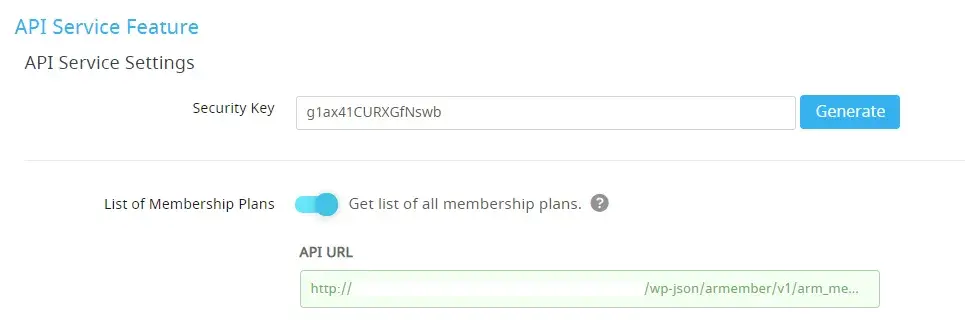 API Service Feature
API Service Settings
Security Key g1ax41CURXGfNswb Generate
List of Membership Plans Get list of all membership plans. ?
API URL
http:// /wp-json/armember/v1/arm_me...